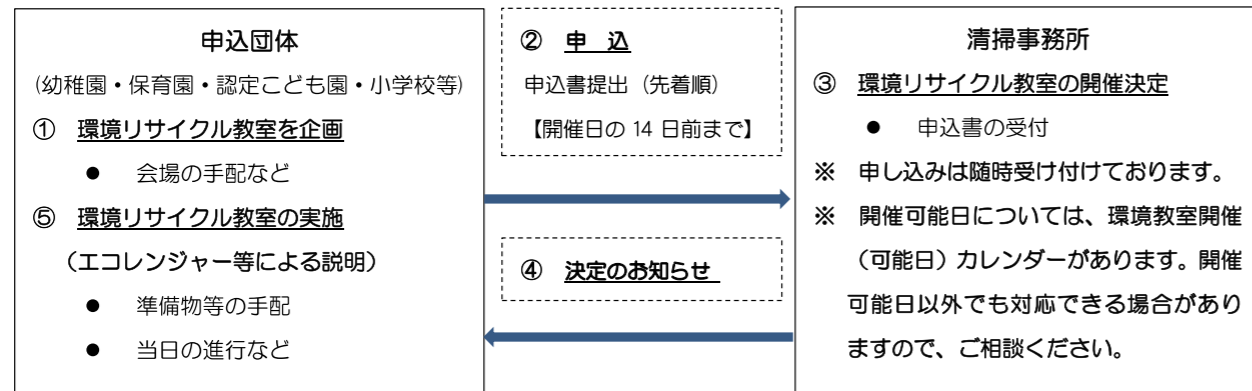 申込団体
(幼稚園・保育園・認定こども園・小学校等)
① 環境リサイクル教室を企画
● 会場の手配など
⑤ 環境リサイクル教室の実施
（エコレンジャー等による説明）
● 準備物等の手配
● 当日の進行など
② 申　込
申込書提出（先着順）
【開催日の 14 日前まで】
④ 決定のお知らせ
清掃事務所
③ 環境リサイクル教室の開催決定
● 申込書の受付
※ 申し込みは随時受け付けております。
※ 開催可能日については、環境教室開催
（可能日）カレンダーがあります。開催
可能日以外でも対応できる場合があり
ますので、ご相談ください。